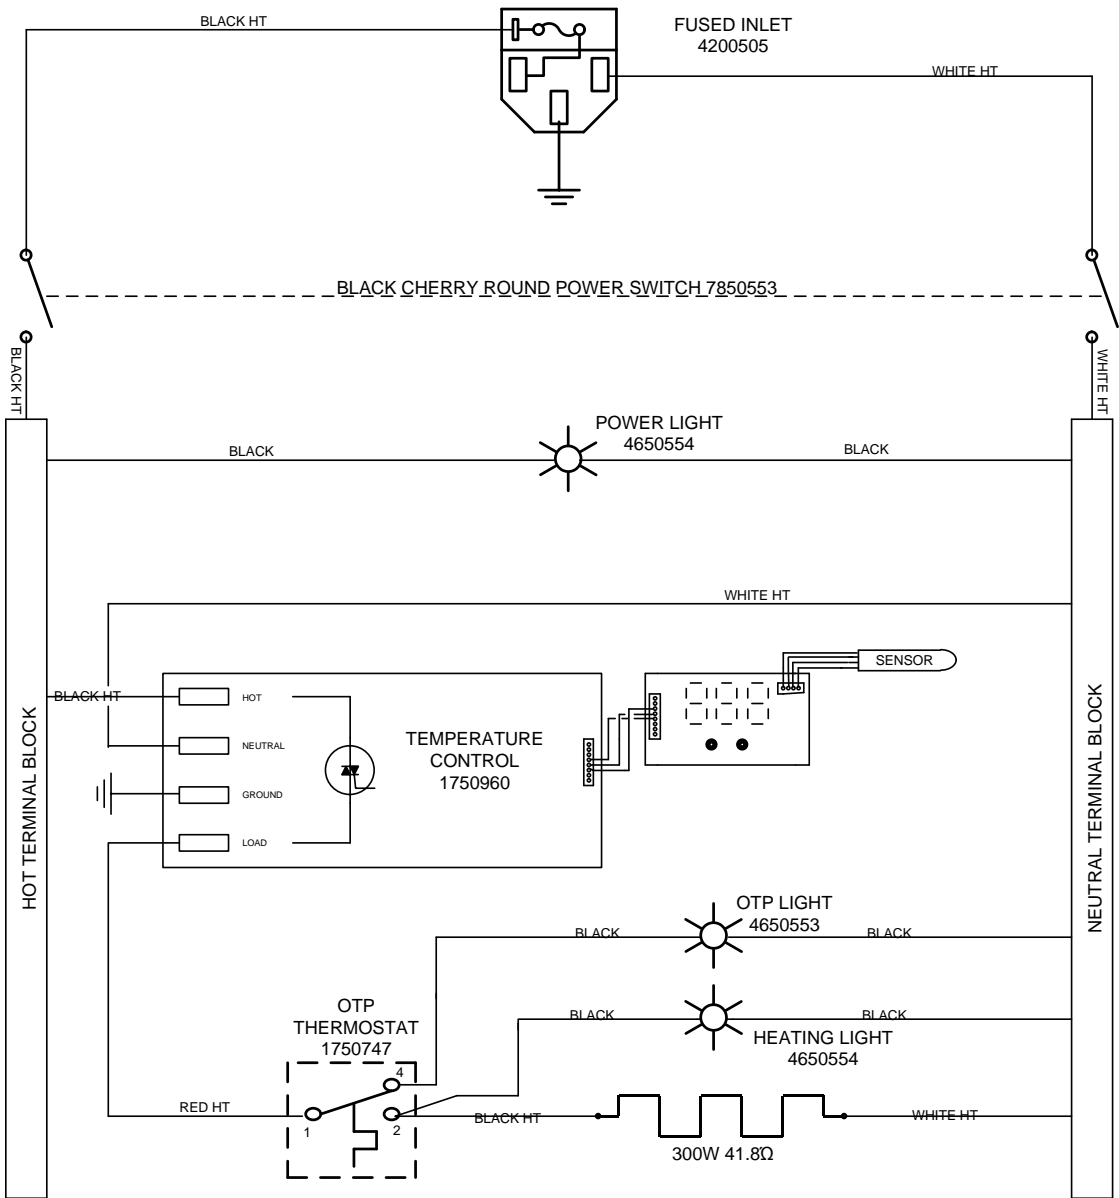 BLACK HT
FUSED INLET
4200505
WHITE HT
BLACK CHERRY ROUND POWER SWITCH 7850553
BLACK HT
WHITE HT
POWER LIGHT
4650554
BLACK
BLACK
WHITE HT
SENSOR
BLACK HT
HOT
NEUTRAL
GROUND
LOAD
TEMPERATURE
CONTROL
1750960
HOT TERMINAL BLOCK
NEUTRAL TERMINAL BLOCK
OTP LIGHT
4650553
BLACK
BLACK
OTP
THERMOSTAT
1750747
BLACK
BLACK
HEATING LIGHT
4650554
4
RED HT
1
2
BLACK HT
WHITE HT
300W 41.8Ω